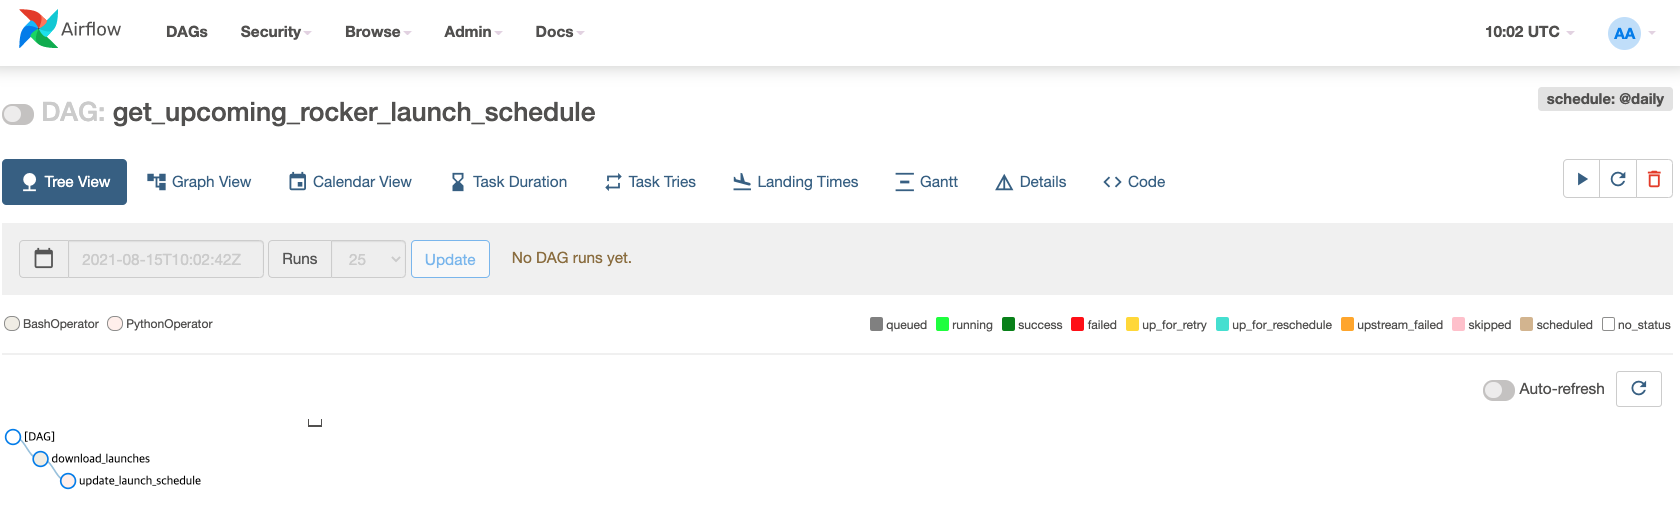 Airflow DAGs Security Browse Admin Docs 10:02 UTC AA
DAG: get_upcoming_rocker_launch_schedule schedule: @daily
Tree View Graph View Calendar View Task Duration Task Tries Landing Times Gantt Details Code
2021-08-15T10:02:42Z Runs 25 Update No DAG runs yet.
BashOperator PythonOperator queued running success failed up_for_retry up_for_reschedule upstream_failed skipped scheduled no_status
Auto-refresh
[DAG]
download_launches
update_launch_schedule